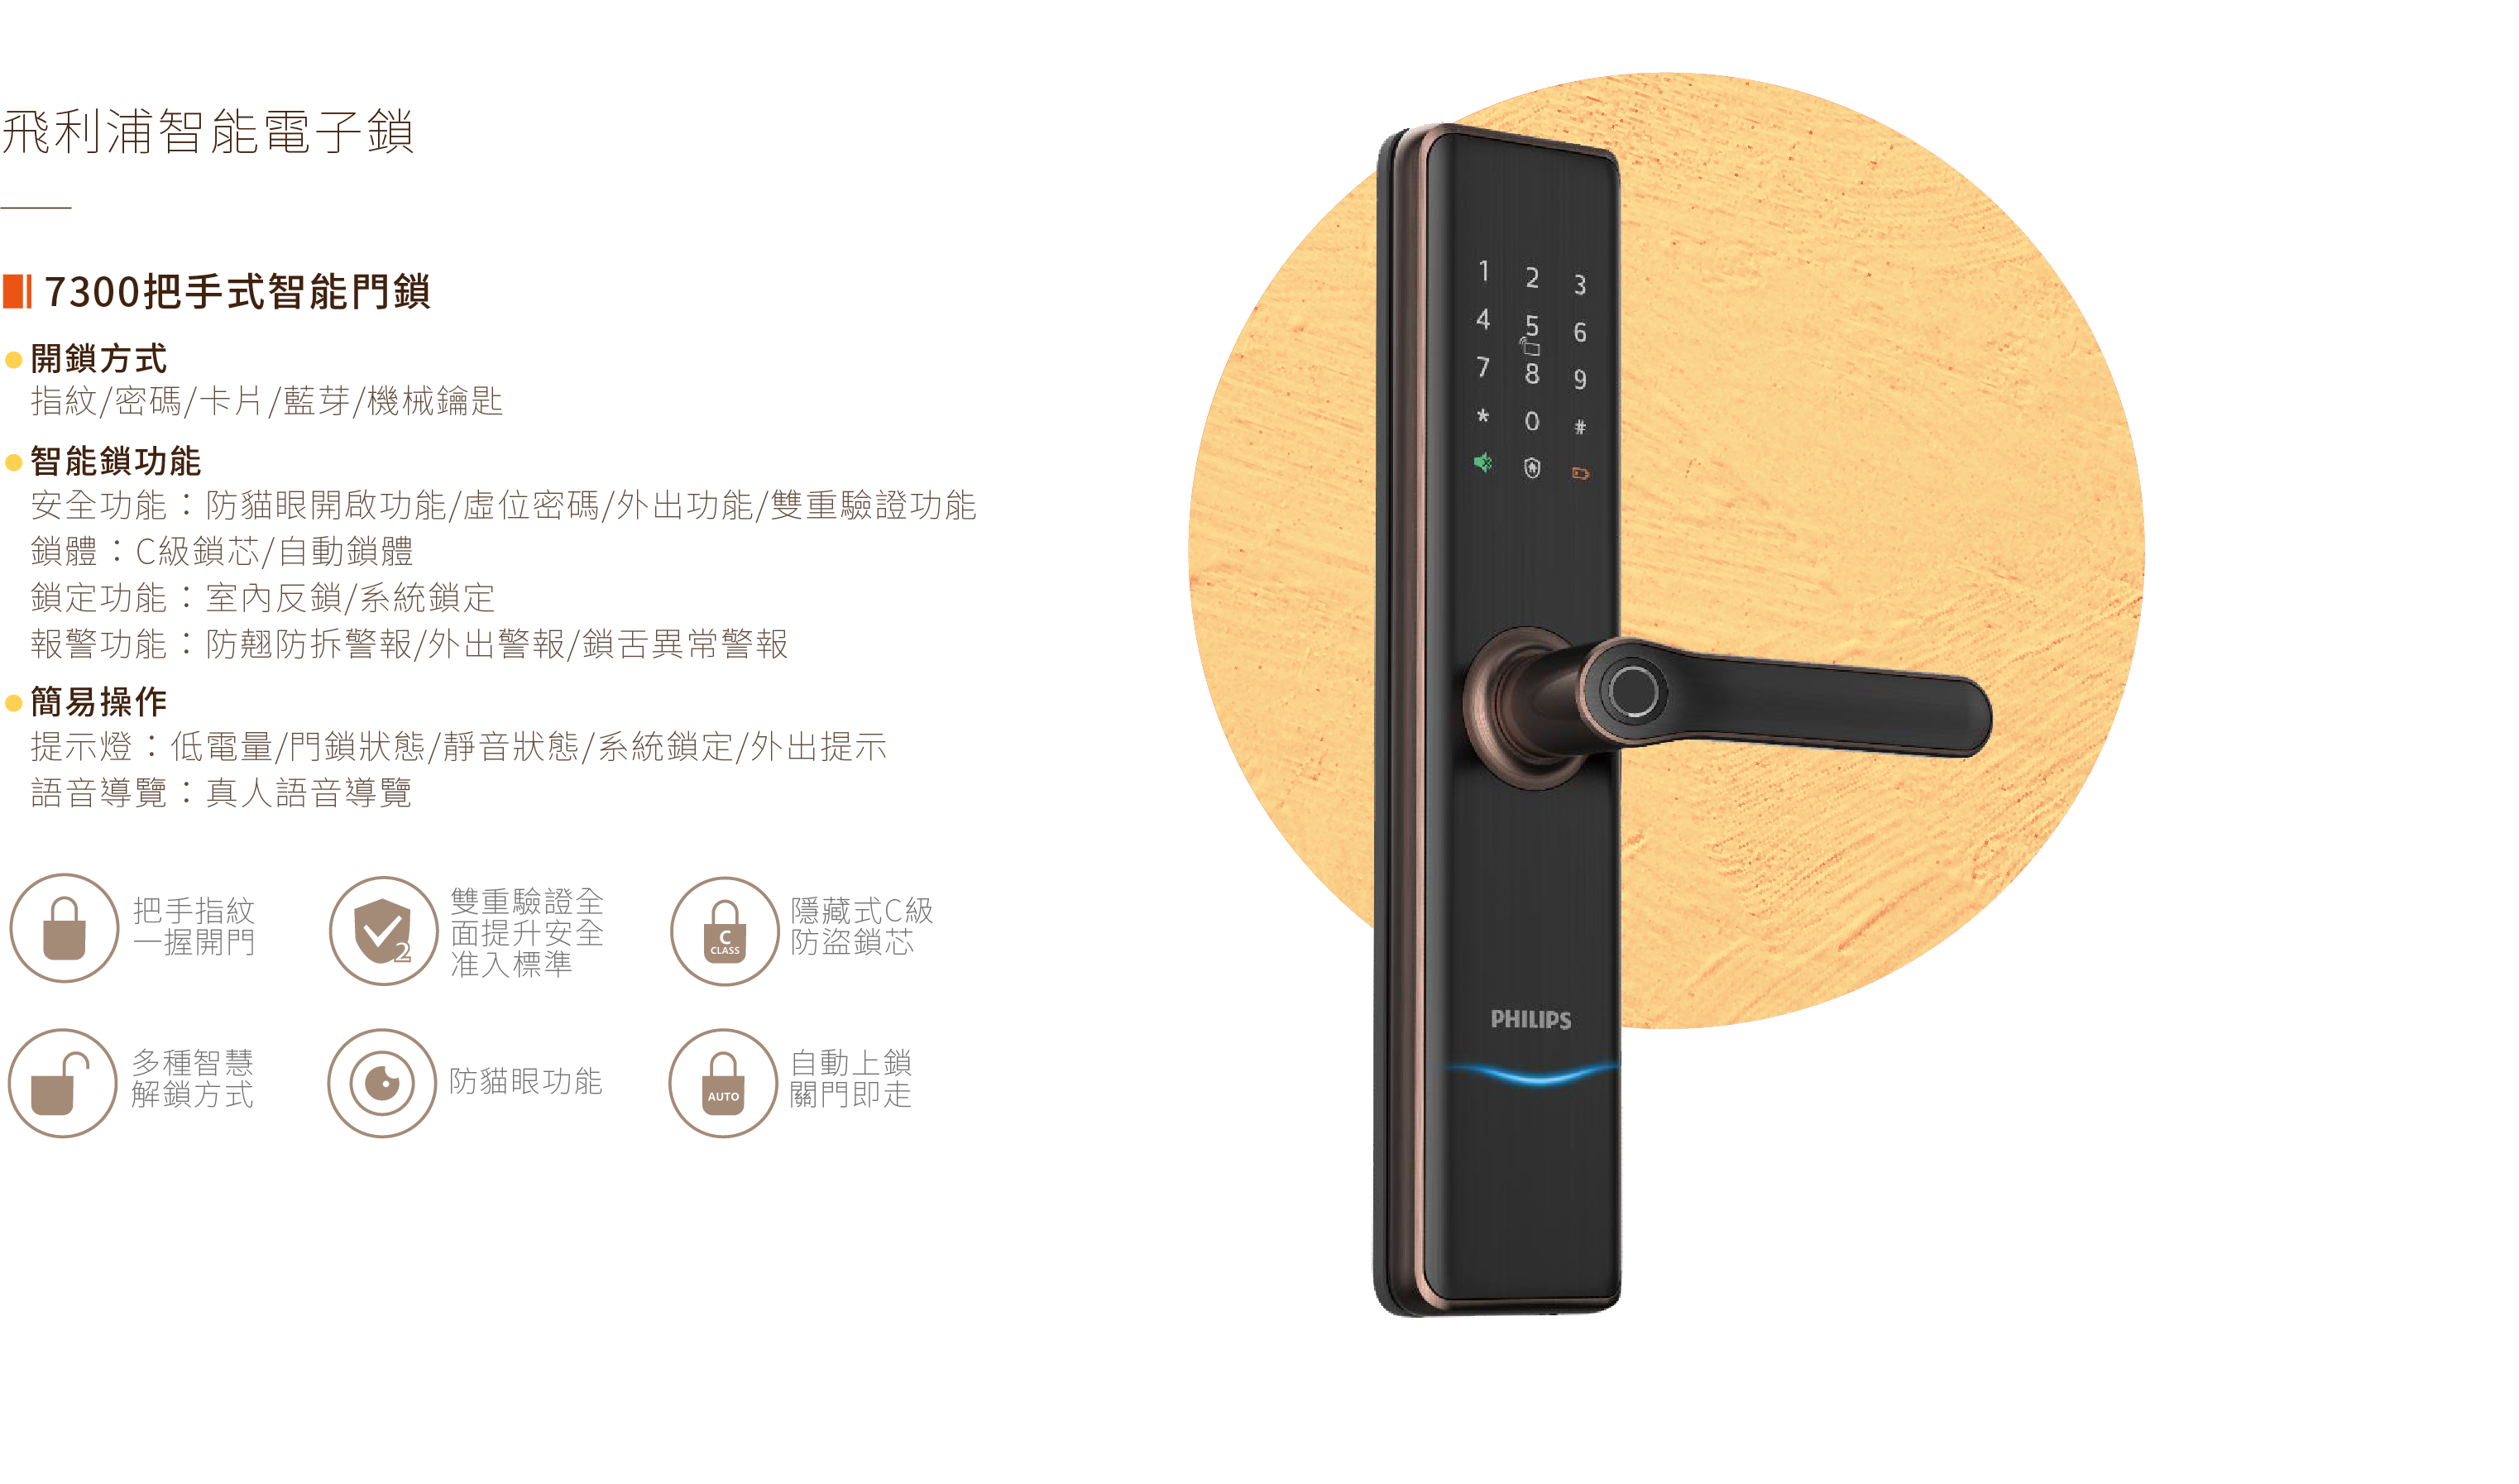 飛利浦智能電子鎖
7300把手式智能門鎖
開鎖方式
指紋/密碼/卡片/藍芽/機械鑰匙
智能鎖功能
安全功能：防貓眼開啟功能/虛位密碼/外出功能/雙重驗證功能
鎖體：C級鎖芯/自動鎖體
鎖定功能：室內反鎖/系統鎖定
報警功能：防翹防拆警報/外出警報/鎖舌異常警報
簡易操作
提示燈：低電量/門鎖狀態/靜音狀態/系統鎖定/外出提示
語音導覽：真人語音導覽
把手指紋
一握開門
2
雙重驗證全
面提升安全
准入標準
C
CLASS
隱藏式C級
防盜鎖芯
多種智慧
解鎖方式
防貓眼功能
AUTO
自動上鎖
關門即走
1 2 3
4 5 6
7 8 9
* 0 #
PHILIPS